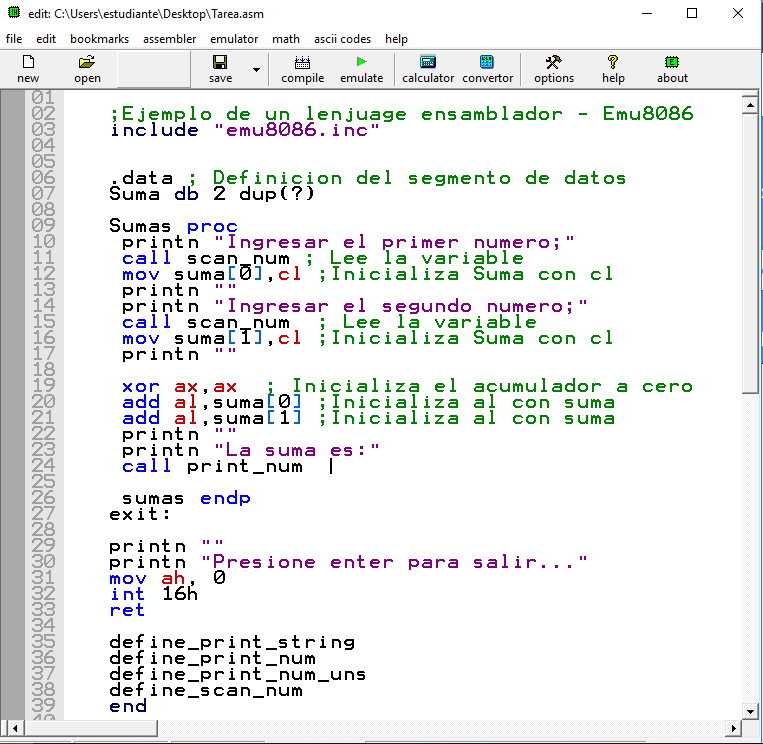 edit: C:\Users\estudiante\Desktop\Tarea.asm
file edit bookmarks assembler emulator math ascii codes help
new open save compile emulate calculator convertor options help about
01
02 ;Ejemplo de un lenjuage ensamblador - Emu8086
03 include "emu8086.inc"
04
05
06 .data ; Definicion del segmento de datos
07 Suma db 2 dup(?)
08
09 Sumas proc
10 printn "Ingresar el primer numero;"
11 call scan_num ; Lee la variable
12 mov suma[0],cl ;Inicializa Suma con cl
13 printn ""
14 printn "Ingresar el segundo numero;"
15 call scan_num ; Lee la variable
16 mov suma[1],cl ;Inicializa Suma con cl
17 printn ""
18
19 xor ax,ax ; Inicializa el acumulador a cero
20 add al,suma[0] ;Inicializa al con suma
21 add al,suma[1] ;Inicializa al con suma
22 printn ""
23 printn "La suma es:"
24 call print_num
25
26 sumas endp
27 exit:
28
29 printn ""
30 printn "Presione enter para salir..."
31 mov ah, 0
32 int 16h
33 ret
34
35 define_print_string
36 define_print_num
37 define_print_num_uns
38 define_scan_num
39 end
40